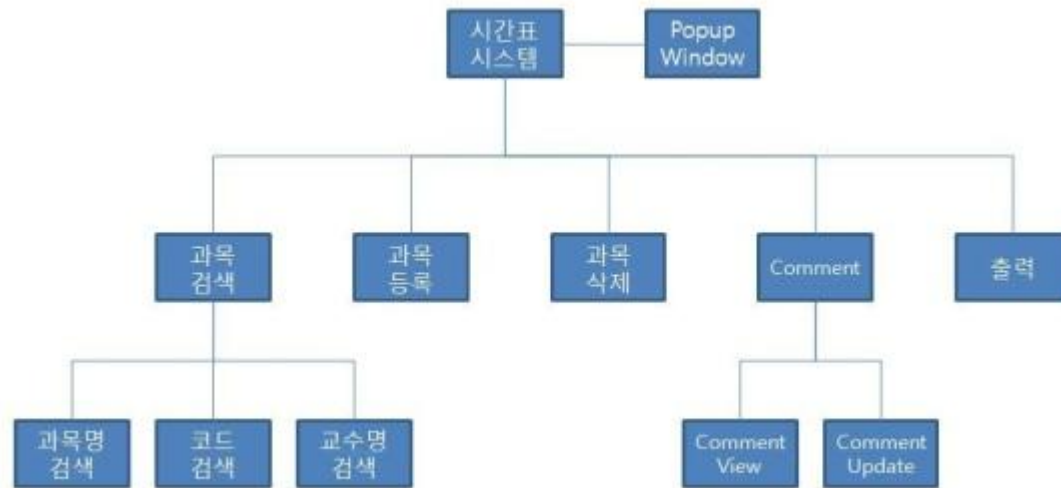 시간표
시스템
Popup
Window
과목
검색
과목
등록
과목
삭제
Comment
출력
과목명
검색
코드
검색
교수명
검색
Comment
View
Comment
Update